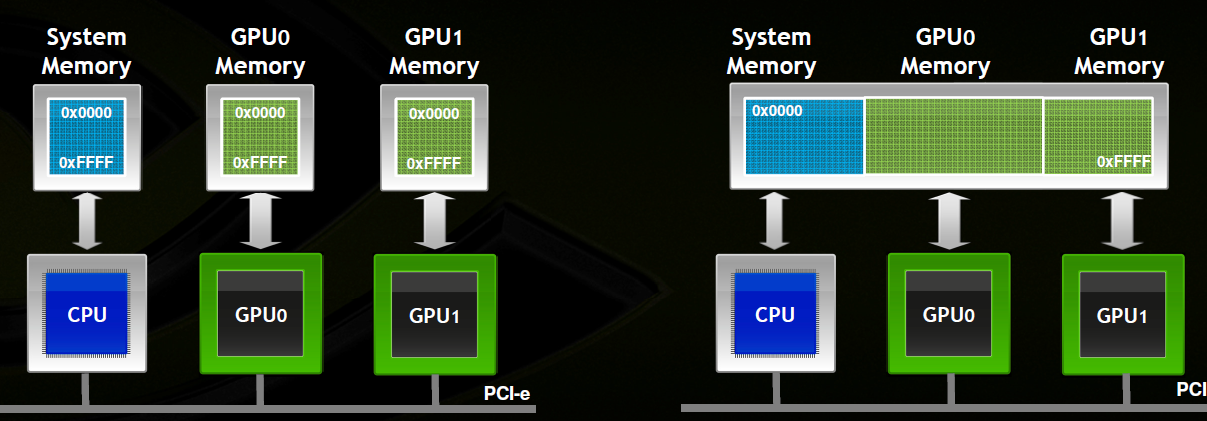 System
Memory
GPU0
Memory
GPU1
Memory
0x0000
0xFFFF
0x0000
0xFFFF
0x0000
0xFFFF
CPU
GPU0
GPU1
PCI-e
System
Memory
GPU0
Memory
GPU1
Memory
0x0000
0xFFFF
CPU
GPU0
GPU1
PCI